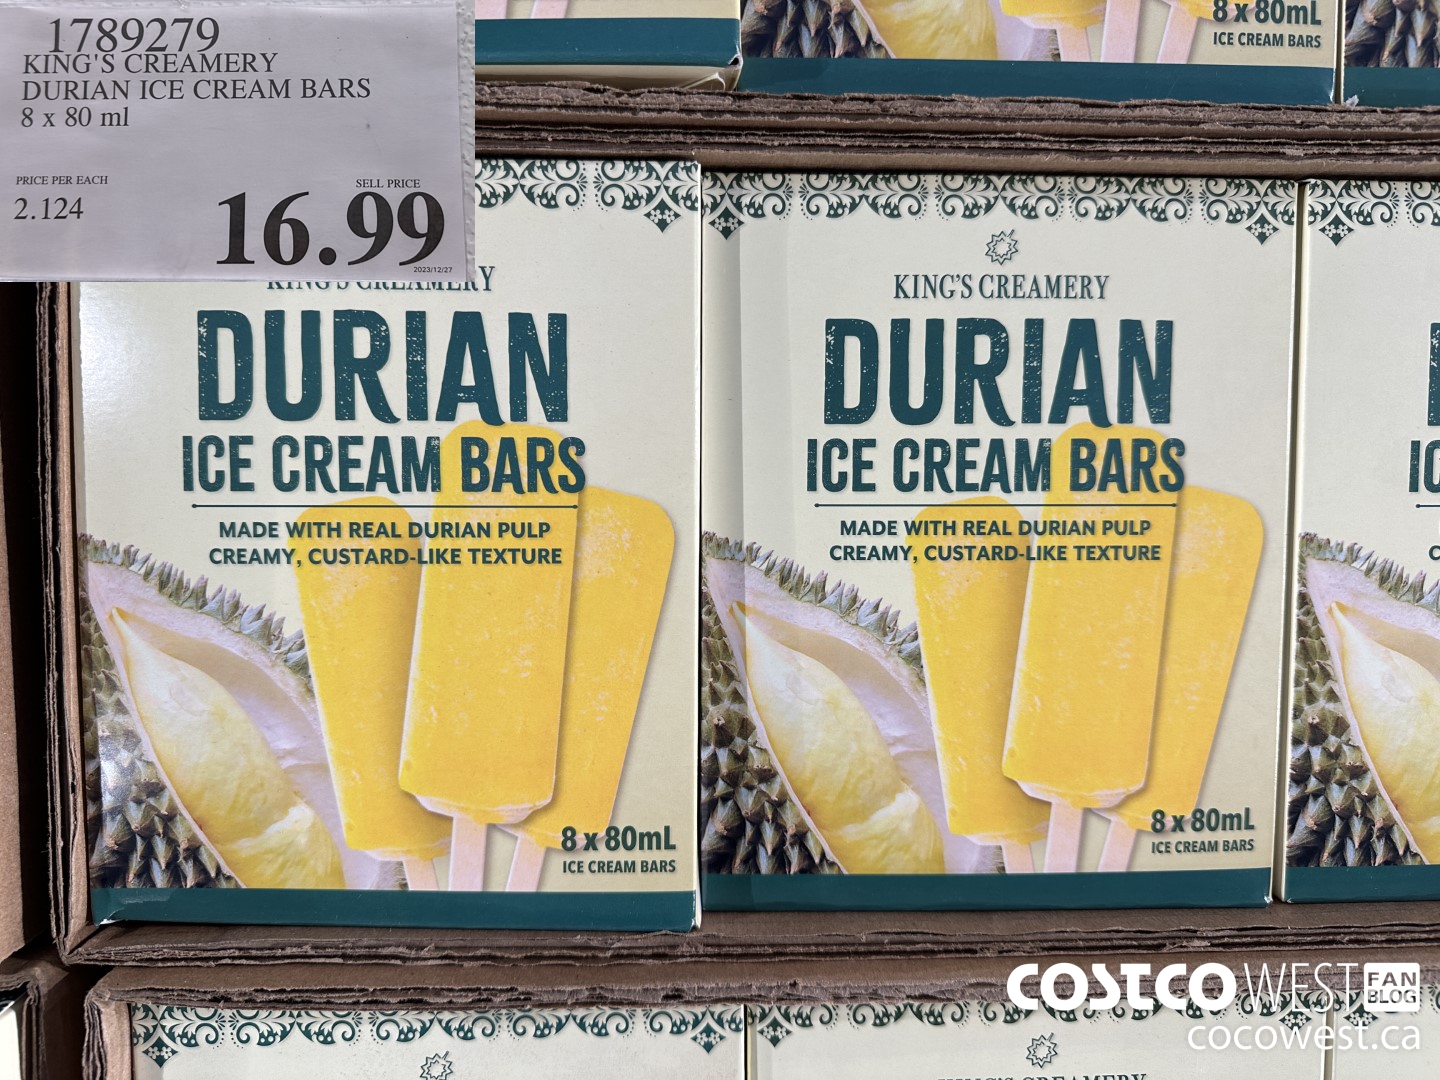 1789279
KING'S CREAMERY
DURIAN ICE CREAM BARS
8 x 80 ml
PRICE PER EACH
2.124
SELL PRICE
16.99
2023/12/27
8 x 80mL
ICE CREAM BARS
KING'S CREAMERY
DURIAN
ICE CREAM BARS
MADE WITH REAL DURIAN PULP
CREAMY, CUSTARD-LIKE TEXTURE
8 x 80mL
ICE CREAM BARS
KING'S CREAMERY
DURIAN
ICE CREAM BARS
MADE WITH REAL DURIAN PULP
CREAMY, CUSTARD-LIKE TEXTURE
8 x 80mL
ICE CREAM BARS
KING'S CREAMERY
COSTCO WEST FAN BLOG
cocowest.ca